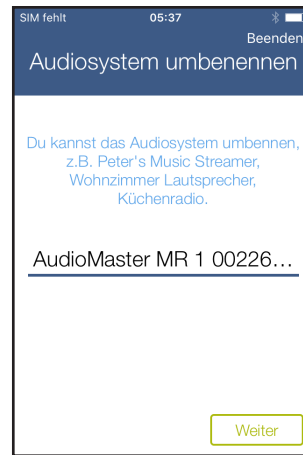 SIM fehlt 05:37
Beenden
Audiosystem umbenennen
Du kannst das Audiosystem umbennen,
z.B. Peter's Music Streamer,
Wohnzimmer Lautsprecher,
Küchenradio.
AudioMaster MR 1 00226...
Weiter